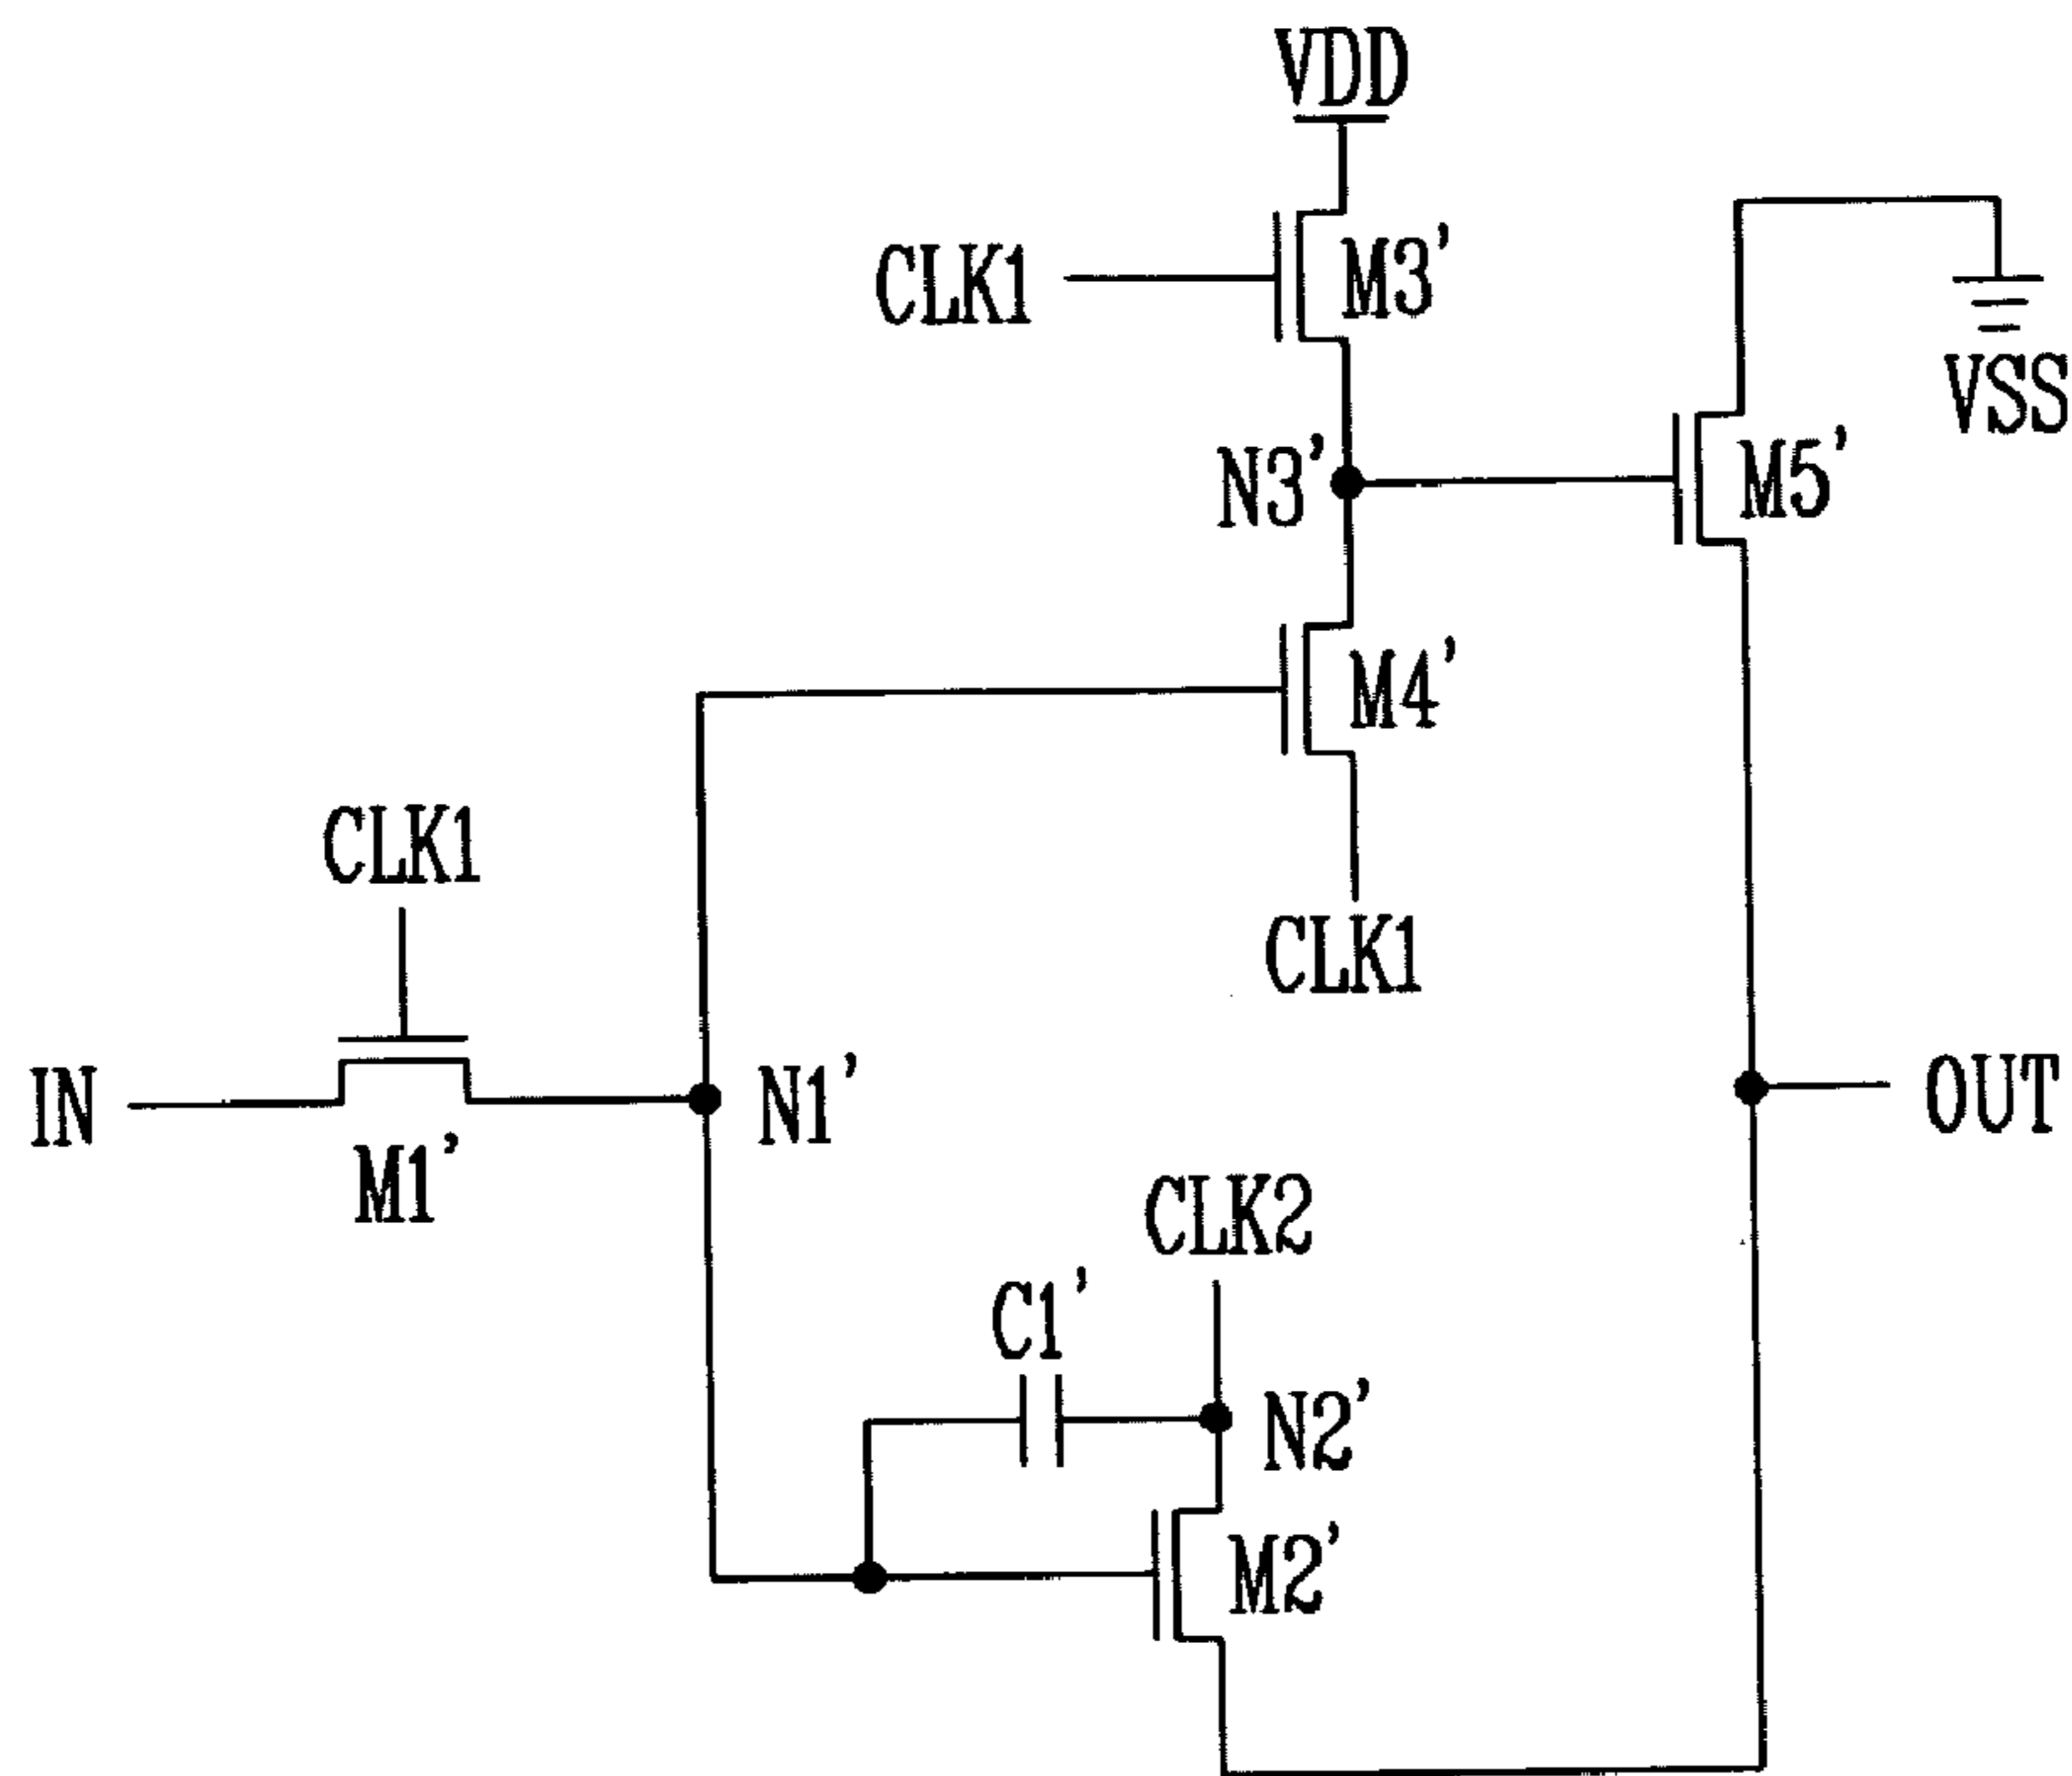 VDD
CLK1
M3'
VSS
N3'
M5'
M4'
CLK1
CLK1
IN
N1'
OUT
M1'
CLK2
C1'
N2'
M2'